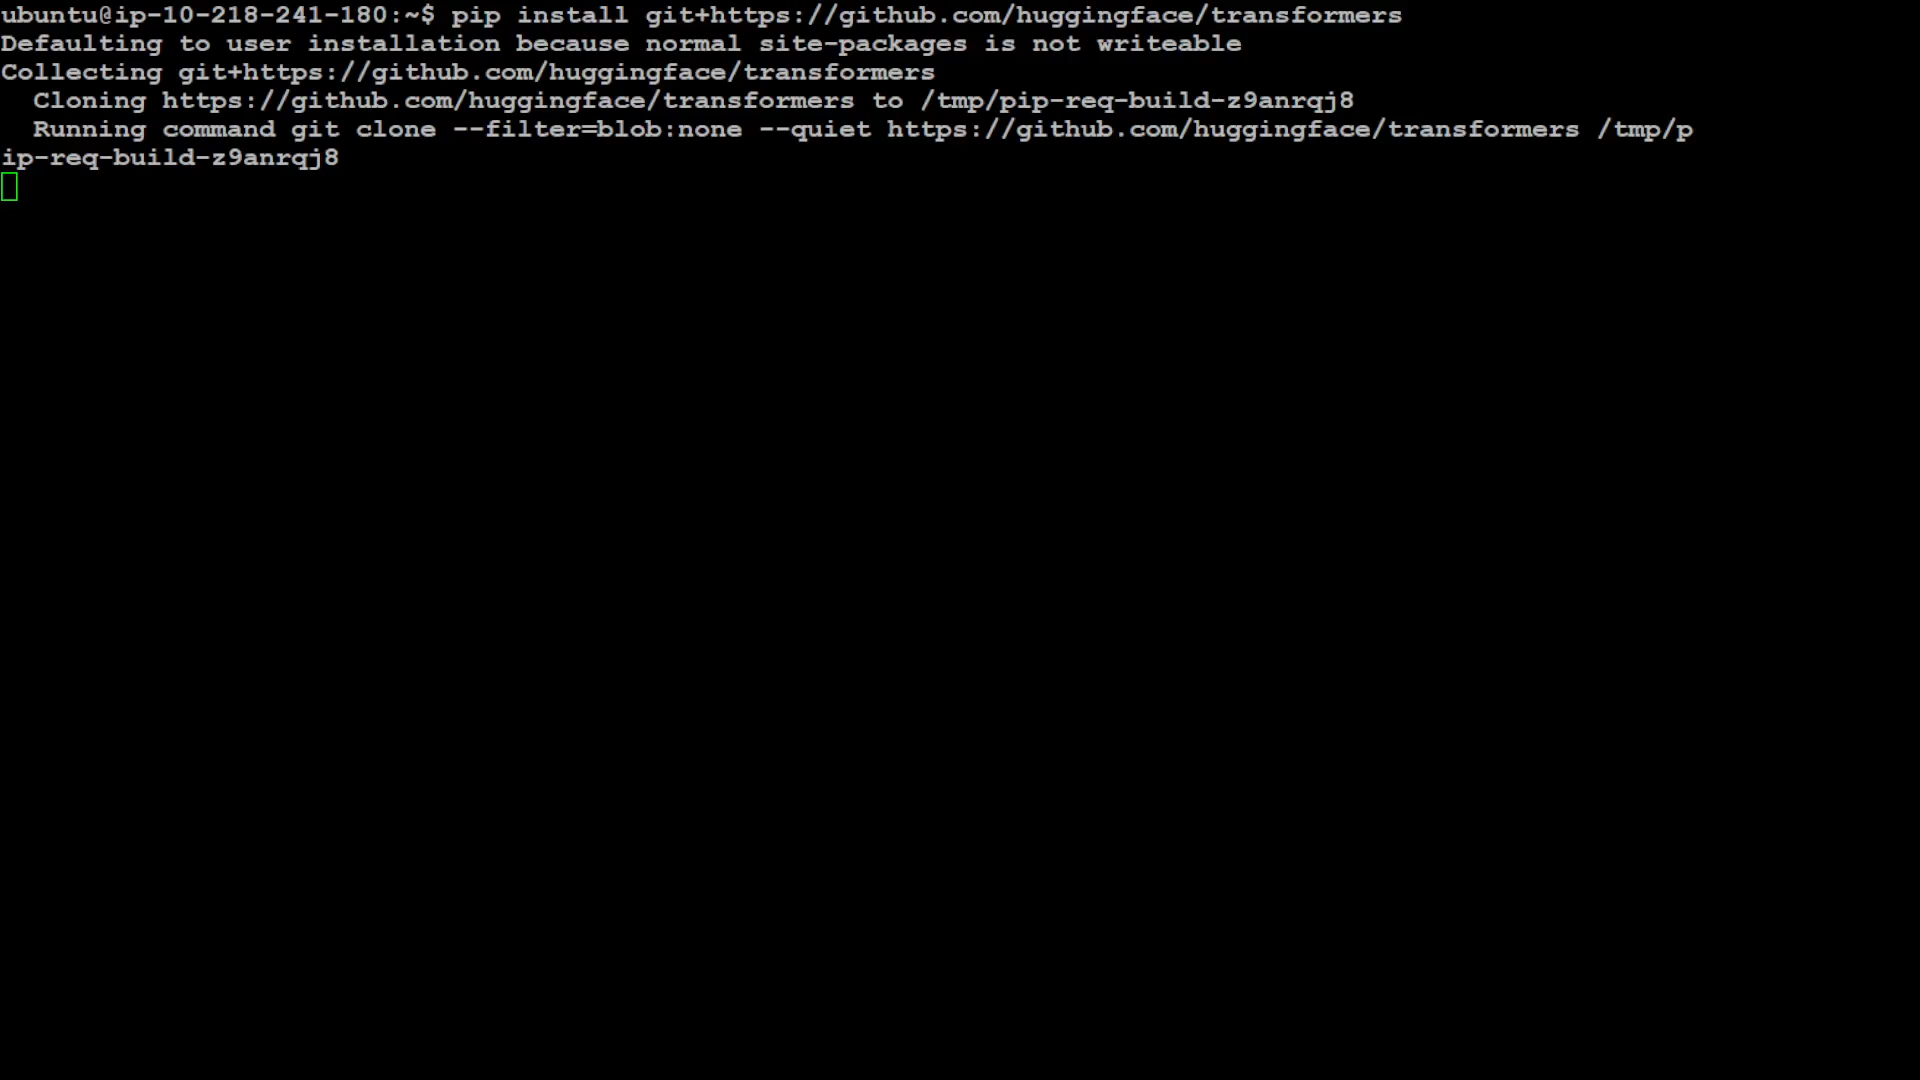 ubuntu@ip-10-218-241-180:~$ pip install git+https://github.com/huggingface/transformers
Defaulting to user installation because normal site-packages is not writeable
Collecting git+https://github.com/huggingface/transformers
  Cloning https://github.com/huggingface/transformers to /tmp/pip-req-build-z9anrqj8
  Running command git clone --filter=blob:none --quiet https://github.com/huggingface/transformers /tmp/p
ip-req-build-z9anrqj8